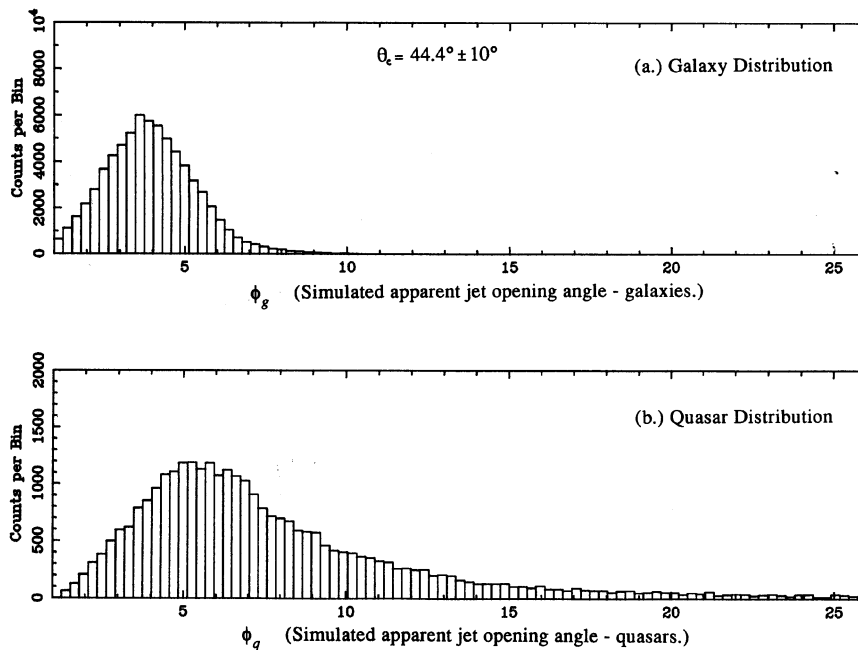 θc = 44.4° ± 10°
(a.) Galaxy Distribution
Counts per Bin
10⁴
8000
6000
4000
2000
0
5 10 15 20 25
ϕg (Simulated apparent jet opening angle - galaxies.)
(b.) Quasar Distribution
Counts per Bin
2000
1500
1000
500
0
5 10 15 20 25
ϕq (Simulated apparent jet opening angle - quasars.)